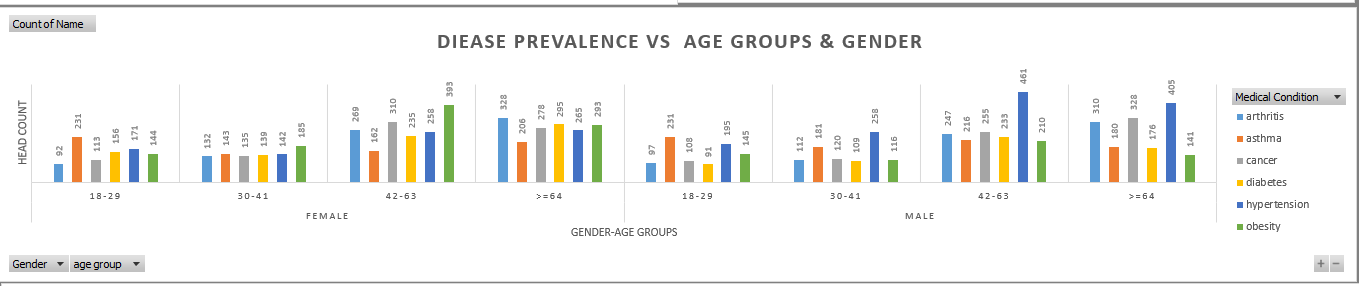 Count of Name
DIEASE PREVALENCE VS AGE GROUPS & GENDER
HEAD COUNT
92 231 113 156 171 144
132 143 135 139 142 185
269 162 310 235 258 393
328 206 278 295 265 293
97 231 108 91 195 145
112 181 120 109 258 116
247 216 255 233 461 210
310 180 328 176 405 141
18-29 30-41 42-63 >=64 18-29 30-41 42-63 >=64
FEMALE MALE
GENDER-AGE GROUPS
Medical Condition
arthritis
asthma
cancer
diabetes
hypertension
obesity
Gender age group
+ −